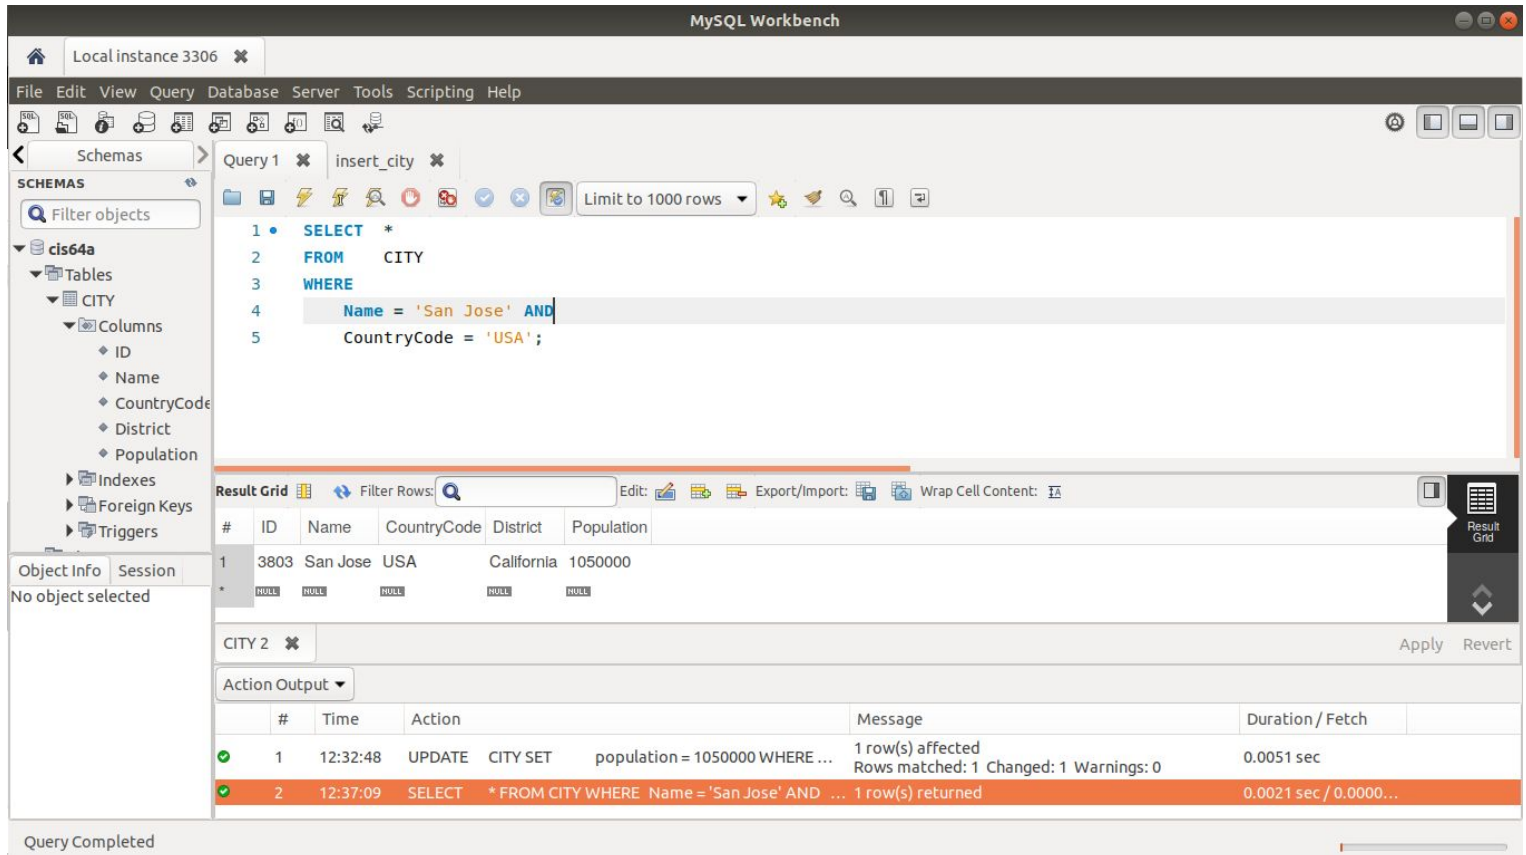 MySQL Workbench
Local instance 3306
File Edit View Query Database Server Tools Scripting Help
Schemas
Query 1 insert_city
SCHEMAS
Limit to 1000 rows
Filter objects
cis64a
Tables
CITY
Columns
ID
Name
CountryCode
District
Population
Indexes
Foreign Keys
Triggers
1 SELECT *
2 FROM CITY
3 WHERE
4 Name = 'San Jose' AND
5 CountryCode = 'USA';
Result Grid Filter Rows: Edit: Export/Import: Wrap Cell Content:
# ID Name CountryCode District Population
1 3803 San Jose USA California 1050000
* NULL NULL NULL NULL NULL
Result
Grid
Object Info Session
No object selected
CITY 2 Apply Revert
Action Output
# Time Action Message Duration / Fetch
1 12:32:48 UPDATE CITY SET population = 1050000 WHERE ... 1 row(s) affected
Rows matched: 1 Changed: 1 Warnings: 0 0.0051 sec
2 12:37:09 SELECT * FROM CITY WHERE Name = 'San Jose' AND ... 1 row(s) returned 0.0021 sec / 0.0000...
Query Completed